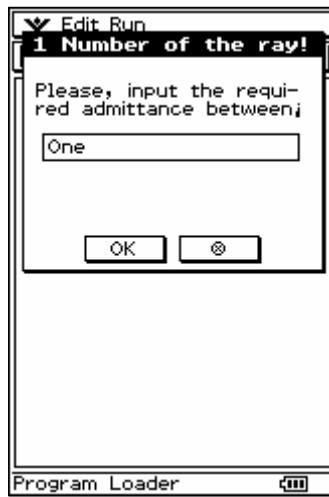 Edit Run
1 Number of the ray!
Please, input the requi-
red admittance between¡
One
OK ⊗
Program Loader